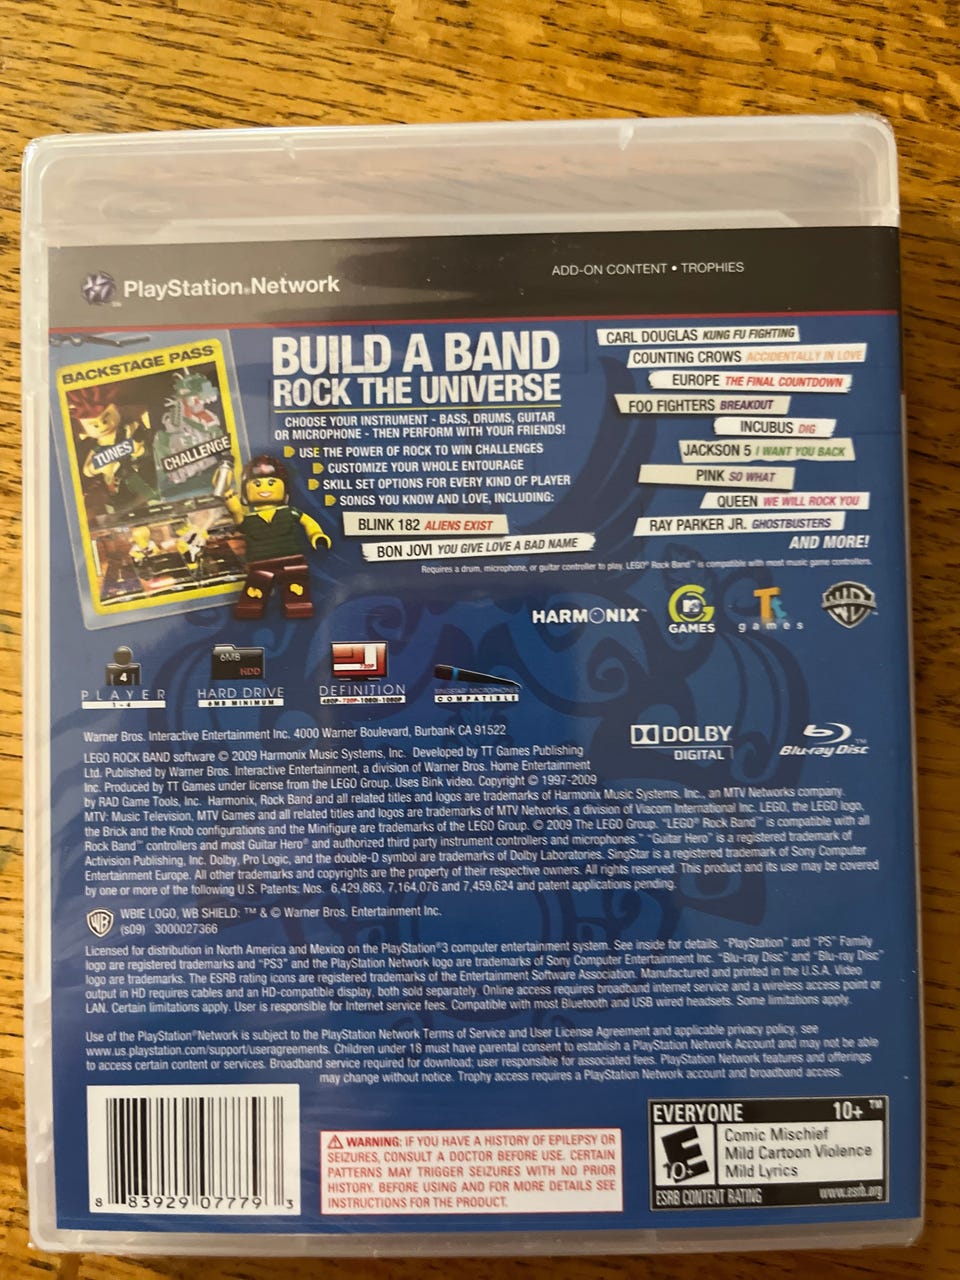 PlayStation®Network
ADD-ON CONTENT • TROPHIES
BACKSTAGE PASS
TUNES
CHALLENGE
BUILD A BAND
ROCK THE UNIVERSE
CHOOSE YOUR INSTRUMENT - BASS, DRUMS, GUITAR
OR MICROPHONE - THEN PERFORM WITH YOUR FRIENDS!
USE THE POWER OF ROCK TO WIN CHALLENGES
CUSTOMIZE YOUR WHOLE ENTOURAGE
SKILL SET OPTIONS FOR EVERY KIND OF PLAYER
SONGS YOU KNOW AND LOVE, INCLUDING:
BLINK 182 ALIENS EXIST
BON JOVI YOU GIVE LOVE A BAD NAME
CARL DOUGLAS KUNG FU FIGHTING
COUNTING CROWS ACCIDENTALLY IN LOVE
EUROPE THE FINAL COUNTDOWN
FOO FIGHTERS BREAKOUT
INCUBUS DIG
JACKSON 5 I WANT YOU BACK
PINK SO WHAT
QUEEN WE WILL ROCK YOU
RAY PARKER JR. GHOSTBUSTERS
AND MORE!
Requires a drum, microphone, or guitar controller to play. LEGO® Rock Band™ is compatible with most music game controllers.
HARMONIX™
MTV
G
GAMES
Tt
games
WB
4
PLAYER
1-4
6MB
HDD
HARD DRIVE
6MB MINIMUM
720P
DEFINITION
480P-720P-1080I-1080P
SINGSTAR MICROPHONES
COMPATIBLE
Warner Bros. Interactive Entertainment Inc. 4000 Warner Boulevard, Burbank CA 91522
DOLBY
DIGITAL
Blu-ray Disc™
LEGO ROCK BAND software © 2009 Harmonix Music Systems, Inc. Developed by TT Games Publishing
Ltd. Published by Warner Bros. Interactive Entertainment, a division of Warner Bros. Home Entertainment
Inc. Produced by TT Games under license from the LEGO Group. Uses Bink video. Copyright © 1997-2009
by RAD Game Tools, Inc. Harmonix, Rock Band and all related titles and logos are trademarks of Harmonix Music Systems, Inc., an MTV Networks company.
MTV: Music Television, MTV Games and all related titles and logos are trademarks of MTV Networks, a division of Viacom International Inc. LEGO, the LEGO logo,
the Brick and the Knob configurations and the Minifigure are trademarks of the LEGO Group. © 2009 The LEGO Group. "LEGO® Rock Band™ is compatible with all
Rock Band™ controllers and most Guitar Hero® and authorized third party instrument controllers and microphones." "Guitar Hero" is a registered trademark of
Activision Publishing, Inc. Dolby, Pro Logic, and the double-D symbol are trademarks of Dolby Laboratories. SingStar is a registered trademark of Sony Computer
Entertainment Europe. All other trademarks and copyrights are the property of their respective owners. All rights reserved. This product and its use may be covered
by one or more of the following U.S. Patents: Nos. 6,429,863, 7,164,076 and 7,459,624 and patent applications pending.
WB
WBIE LOGO, WB SHIELD: ™ & © Warner Bros. Entertainment Inc.
(s09) 3000027366
Licensed for distribution in North America and Mexico on the PlayStation®3 computer entertainment system. See inside for details. "PlayStation" and "PS" Family
logo are registered trademarks and "PS3" and the PlayStation Network logo are trademarks of Sony Computer Entertainment Inc. "Blu-ray Disc" and "Blu-ray Disc"
logo are trademarks. The ESRB rating icons are registered trademarks of the Entertainment Software Association. Manufactured and printed in the U.S.A. Video
output in HD requires cables and an HD-compatible display, both sold separately. Online access requires broadband internet service and a wireless access point or
LAN. Certain limitations apply. User is responsible for Internet service fees. Compatible with most Bluetooth and USB wired headsets. Some limitations apply.
Use of the PlayStation®Network is subject to the PlayStation Network Terms of Service and User License Agreement and applicable privacy policy, see
www.us.playstation.com/support/useragreements. Children under 18 must have parental consent to establish a PlayStation Network Account and may not be able
to access certain content or services. Broadband service required for download; user responsible for associated fees. PlayStation Network features and offerings
may change without notice. Trophy access requires a PlayStation Network account and broadband access.
8 83929 07779 3
WARNING: IF YOU HAVE A HISTORY OF EPILEPSY OR
SEIZURES, CONSULT A DOCTOR BEFORE USE. CERTAIN
PATTERNS MAY TRIGGER SEIZURES WITH NO PRIOR
HISTORY. BEFORE USING AND FOR MORE DETAILS SEE
INSTRUCTIONS FOR THE PRODUCT.
EVERYONE 10+™
E
10+
Comic Mischief
Mild Cartoon Violence
Mild Lyrics
ESRB CONTENT RATING www.esrb.org